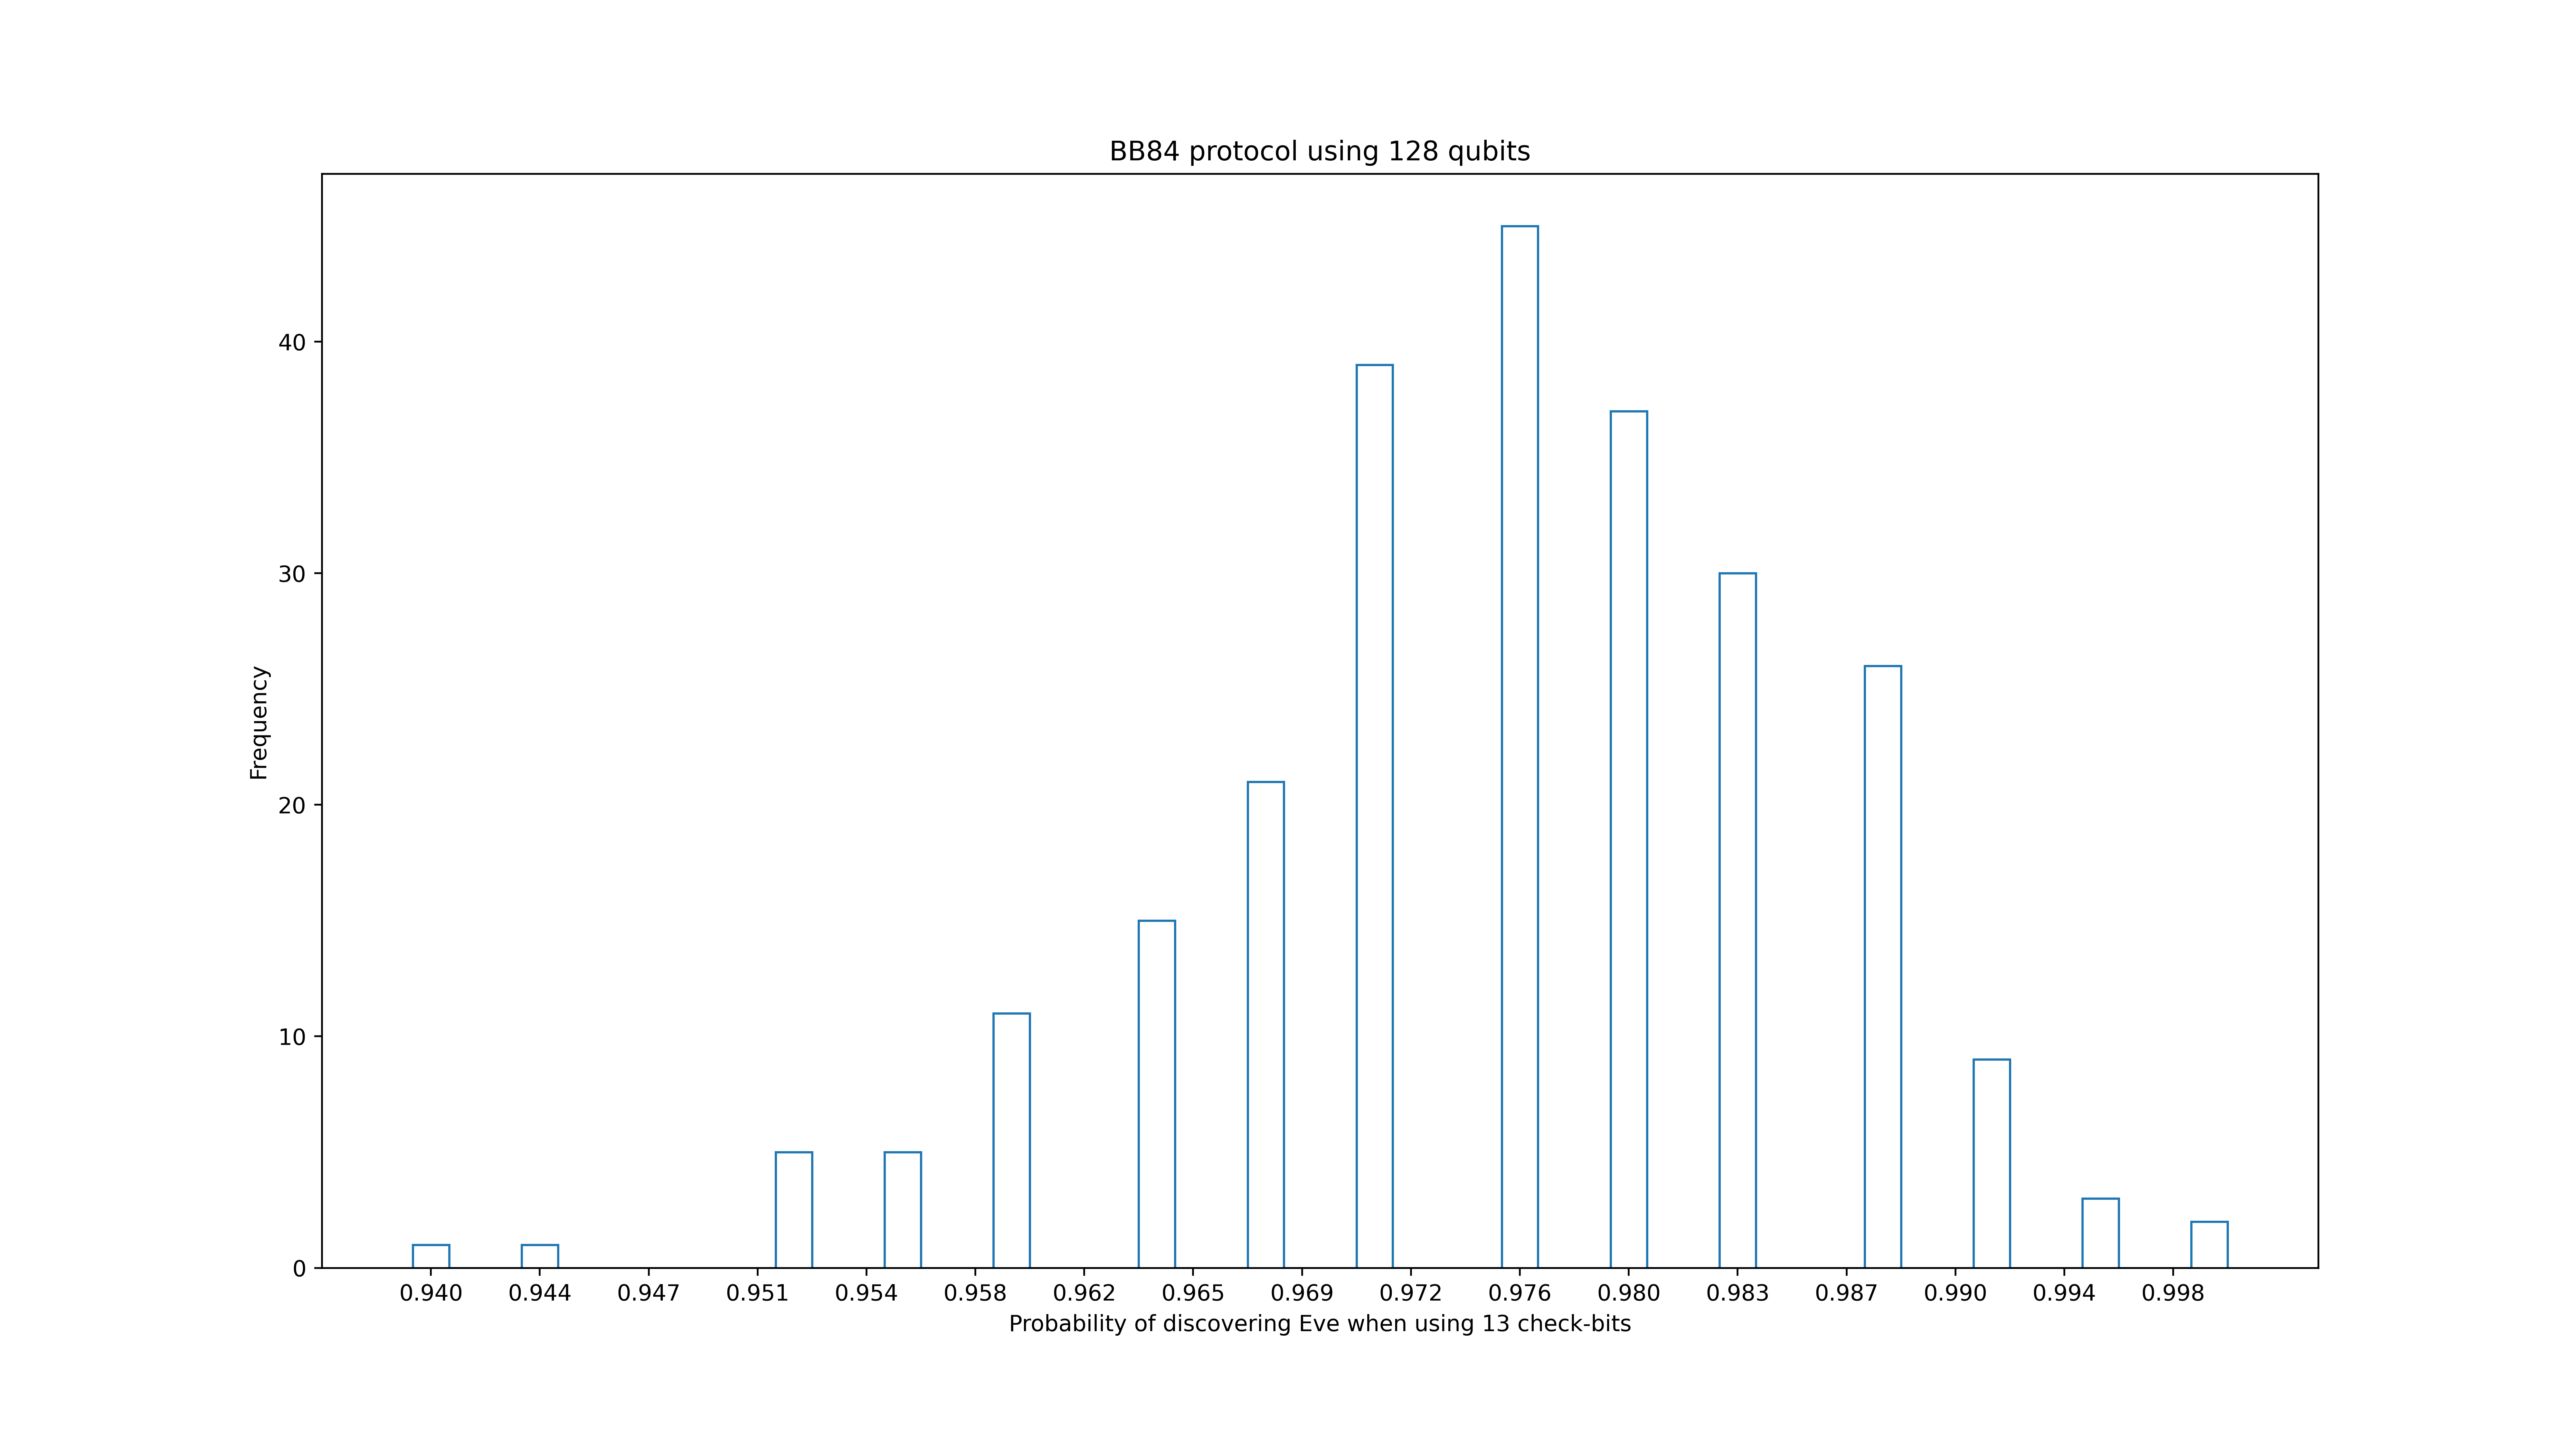 BB84 protocol using 128 qubits
Frequency
40
30
20
10
0
0.940 0.944 0.947 0.951 0.954 0.958 0.962 0.965 0.969 0.972 0.976 0.980 0.983 0.987 0.990 0.994 0.998
Probability of discovering Eve when using 13 check-bits